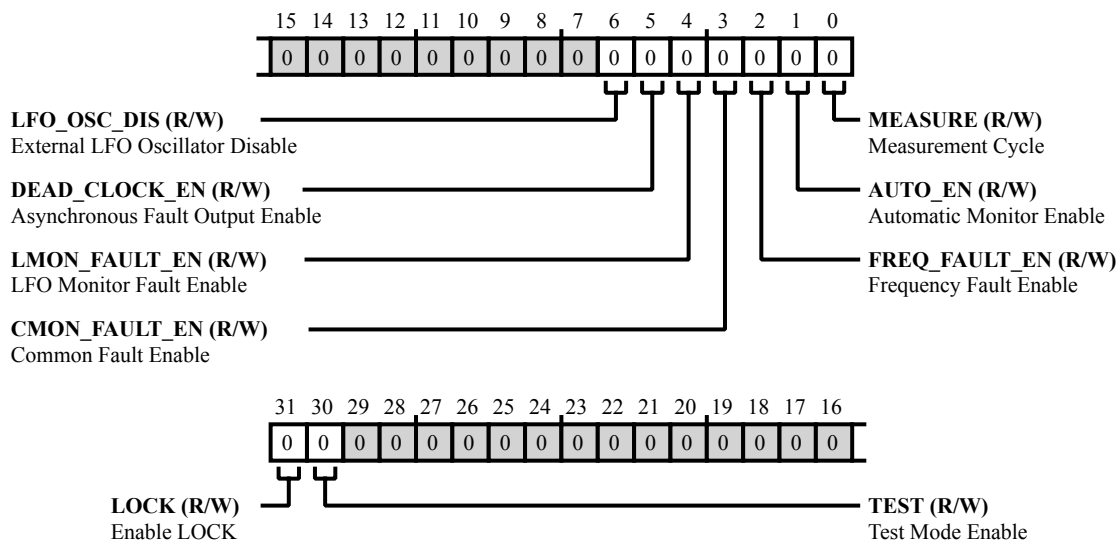 15 14 13 12 11 10 9 8 7 6 5 4 3 2 1 0
0 0 0 0 0 0 0 0 0 0 0 0 0 0 0 0
LFO_OSC_DIS (R/W)
External LFO Oscillator Disable
MEASURE (R/W)
Measurement Cycle
DEAD_CLOCK_EN (R/W)
Asynchronous Fault Output Enable
AUTO_EN (R/W)
Automatic Monitor Enable
LMON_FAULT_EN (R/W)
LFO Monitor Fault Enable
FREQ_FAULT_EN (R/W)
Frequency Fault Enable
CMON_FAULT_EN (R/W)
Common Fault Enable
31 30 29 28 27 26 25 24 23 22 21 20 19 18 17 16
0 0 0 0 0 0 0 0 0 0 0 0 0 0 0 0
LOCK (R/W)
Enable LOCK
TEST (R/W)
Test Mode Enable